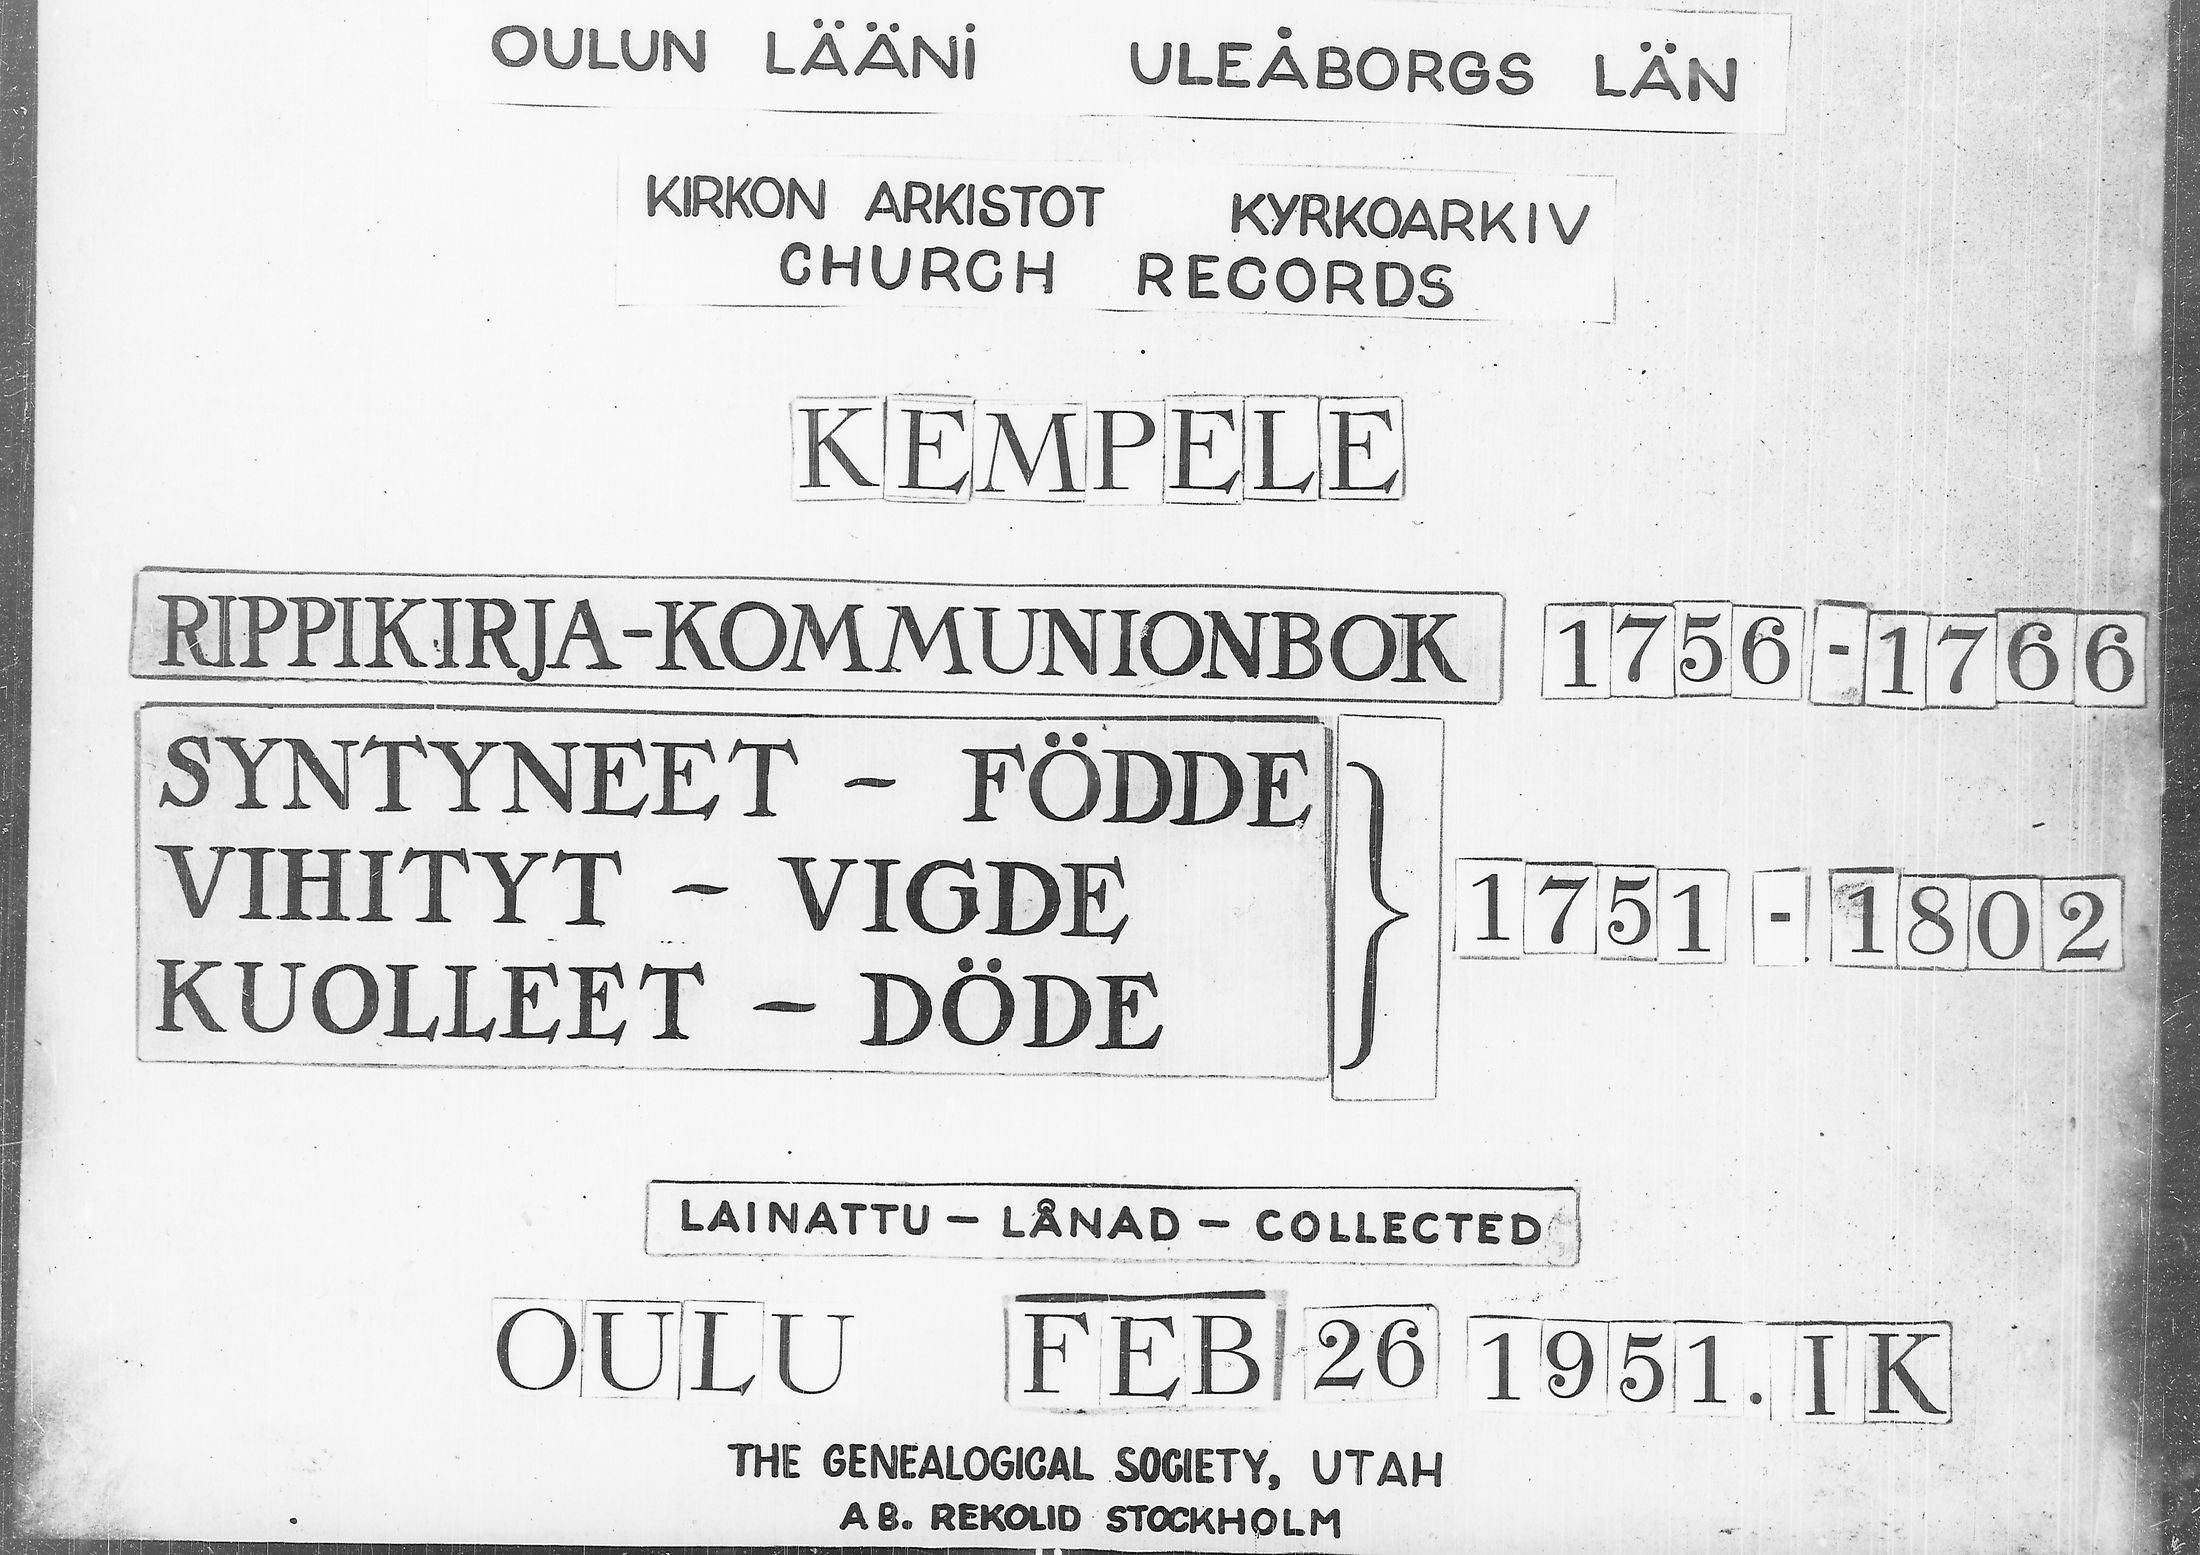 OULUN LÄÄNi ULEÅBORGS LÄN
KIRKON ARKISTOT KYRKOARKIV
CHURCH RECORDS
KEMPELE
RIPPIKIRJA-KOMMUNIONBOK 1756-1766
SYNTYNEET - FÖDDE
VIHITYT - VIGDE } 1751-1802
KUOLLEET - DÖDE
LAINATTU - LÅNAD - COLLECTED
OULU FEB 26 1951. IK
THE GENEALOGICAL SOCIETY, UTAH
AB. REKOLID STOCKHOLM